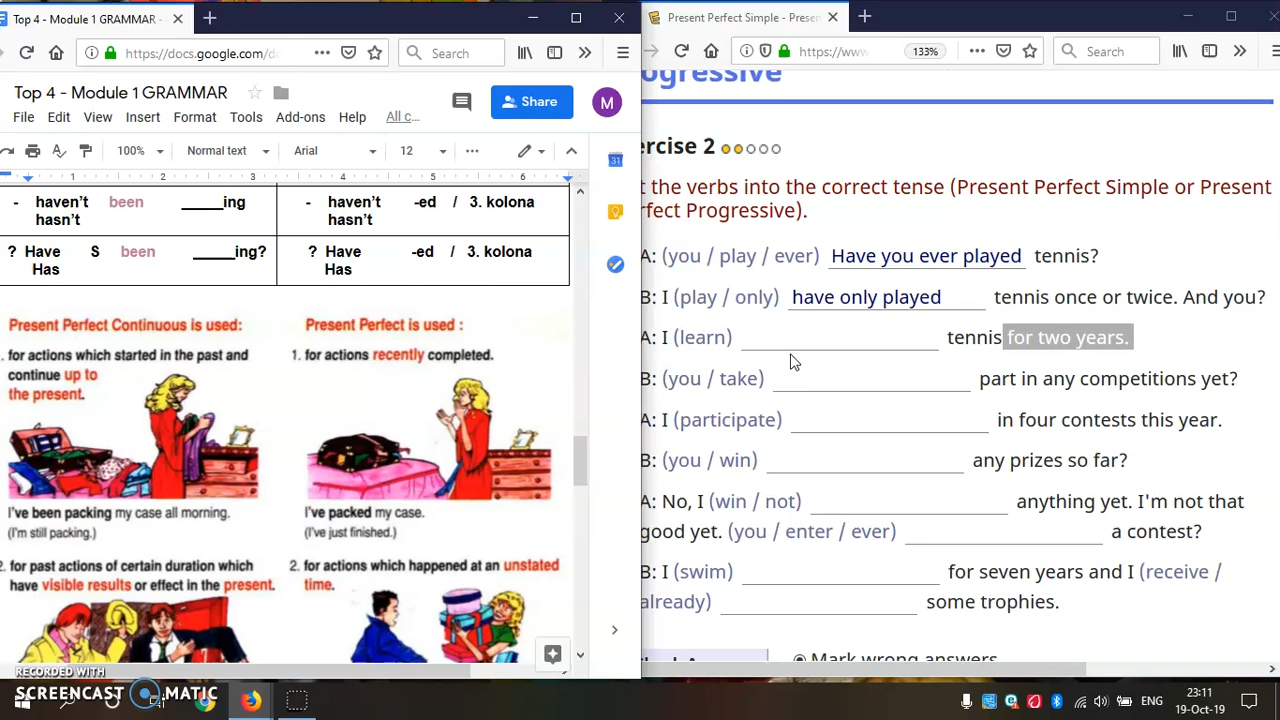 Top 4 - Module 1 GRAMMAR -
https://docs.google.com/d
Search
Top 4 - Module 1 GRAMMAR
Share
M
File Edit View Insert Format Tools Add-ons Help All c...
100% Normal text Arial 12
1 2 3 4 5 6
- haven't been _____ing
hasn't
- haven't -ed / 3. kolona
hasn't
? Have S been _____ing?
Has
? Have -ed / 3. kolona
Has
Present Perfect Continuous is used:
. for actions which started in the past and
continue up to
the present.
I've been packing my case all morning.
(I'm still packing.)
2. for past actions of certain duration which
have visible results or effect in the present.
Present Perfect is used :
1. for actions recently completed.
I've packed my case.
(I've just finished.)
2. for actions which happened at an unstated
time.
31
Present Perfect Simple - Presen
https://www
133%
Search
ogressive
ercise 2
t the verbs into the correct tense (Present Perfect Simple or Present
rfect Progressive).
A: (you / play / ever) Have you ever played tennis?
B: I (play / only) have only played tennis once or twice. And you?
A: I (learn) tennis for two years.
B: (you / take) part in any competitions yet?
A: I (participate) in four contests this year.
B: (you / win) any prizes so far?
A: No, I (win / not) anything yet. I'm not that
good yet. (you / enter / ever) a contest?
B: I (swim) for seven years and I (receive /
already) some trophies.
Mark wrong answers
RECORDED WITH
SCREENCAST MATIC
ENG
23:11
19-Oct-19